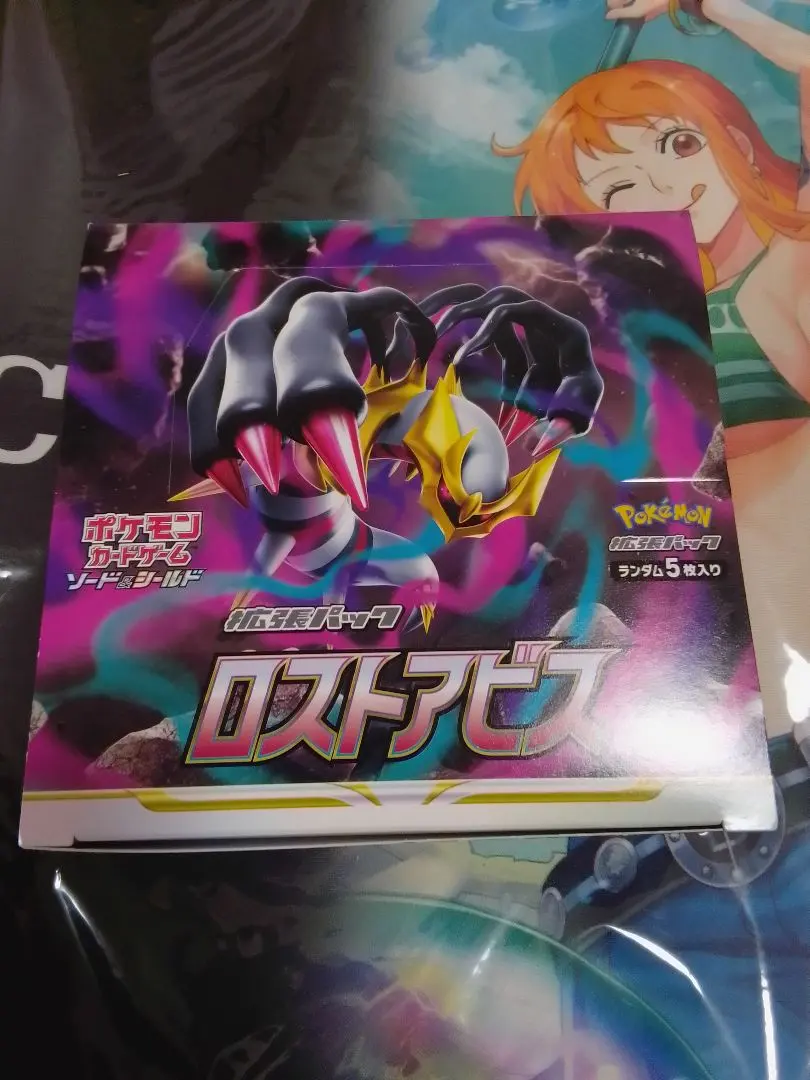 C
ポケモン
カードゲーム
ソード&シールド
POKéMON
拡張パック
ランダム5枚入り
拡張パック
ロストアビス